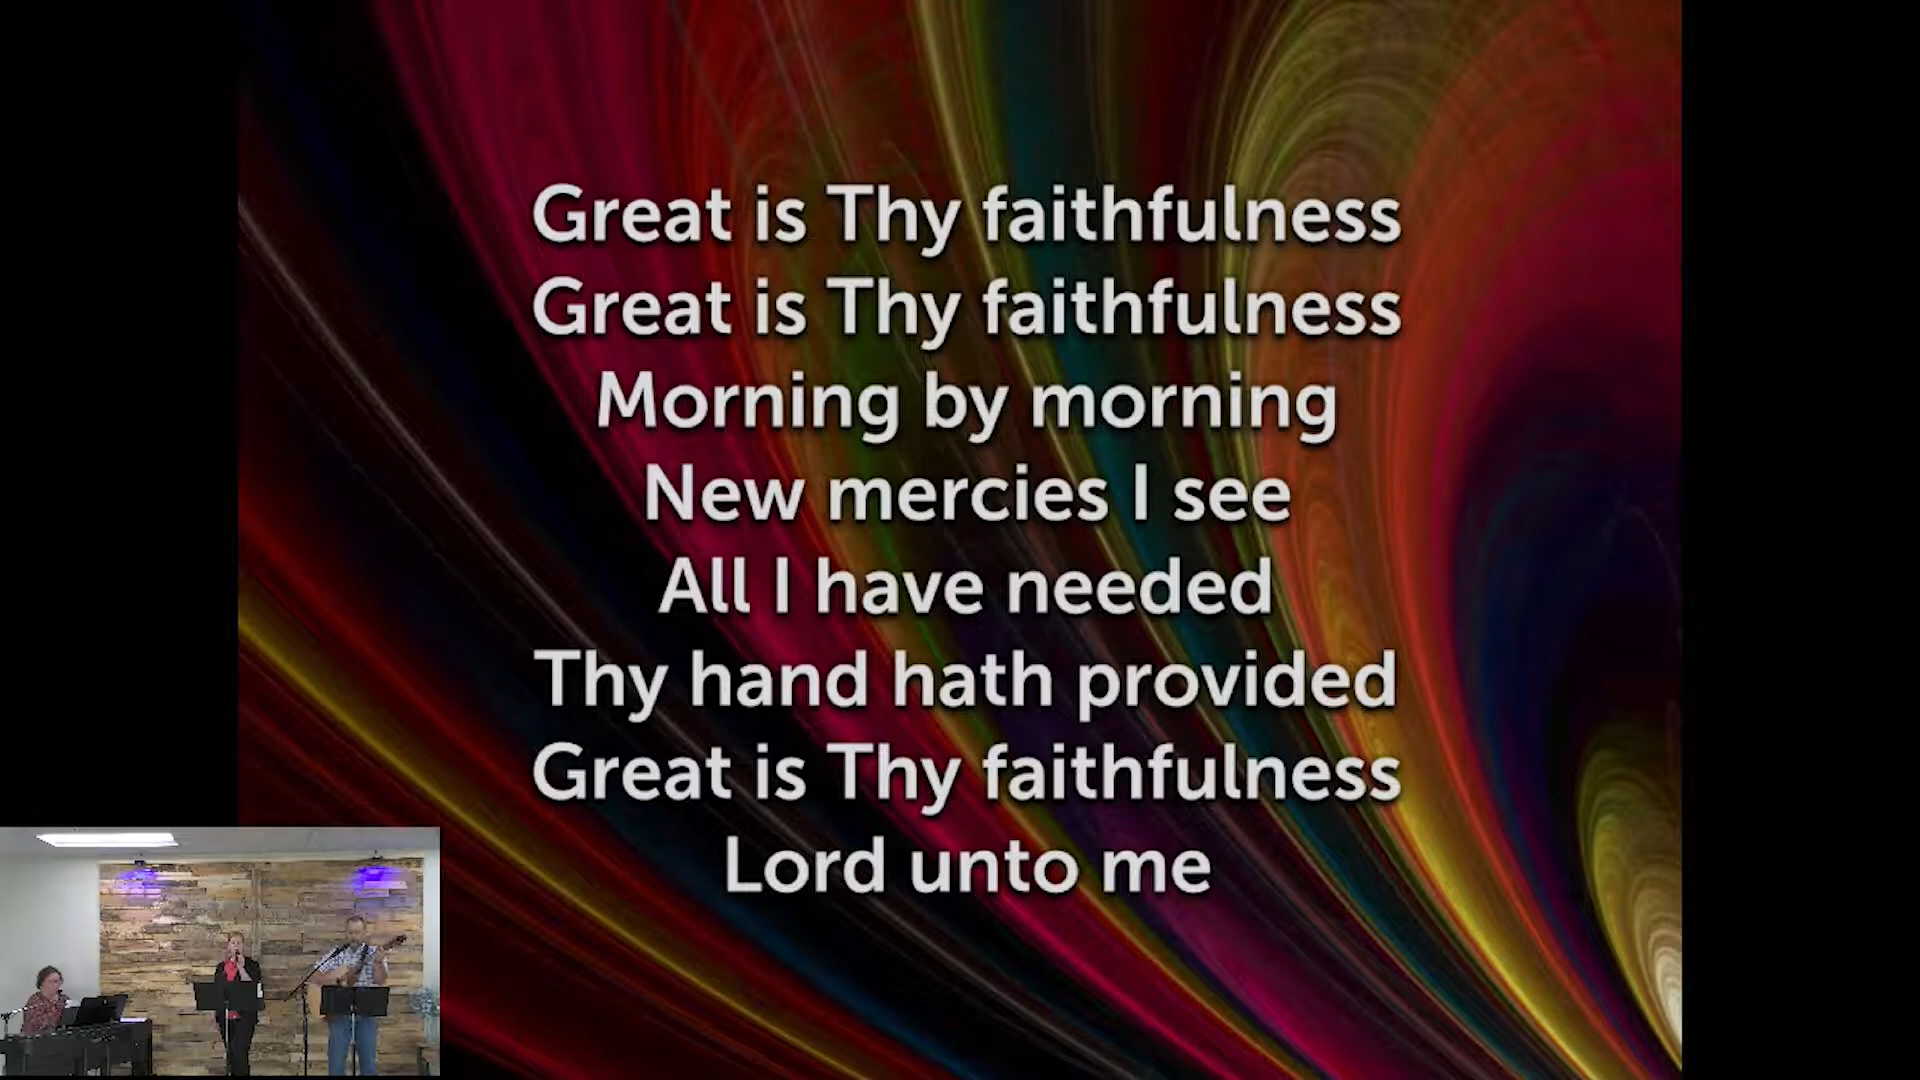 Great is Thy faithfulness
Great is Thy faithfulness
Morning by morning
New mercies I see
All I have needed
Thy hand hath provided
Great is Thy faithfulness
Lord unto me